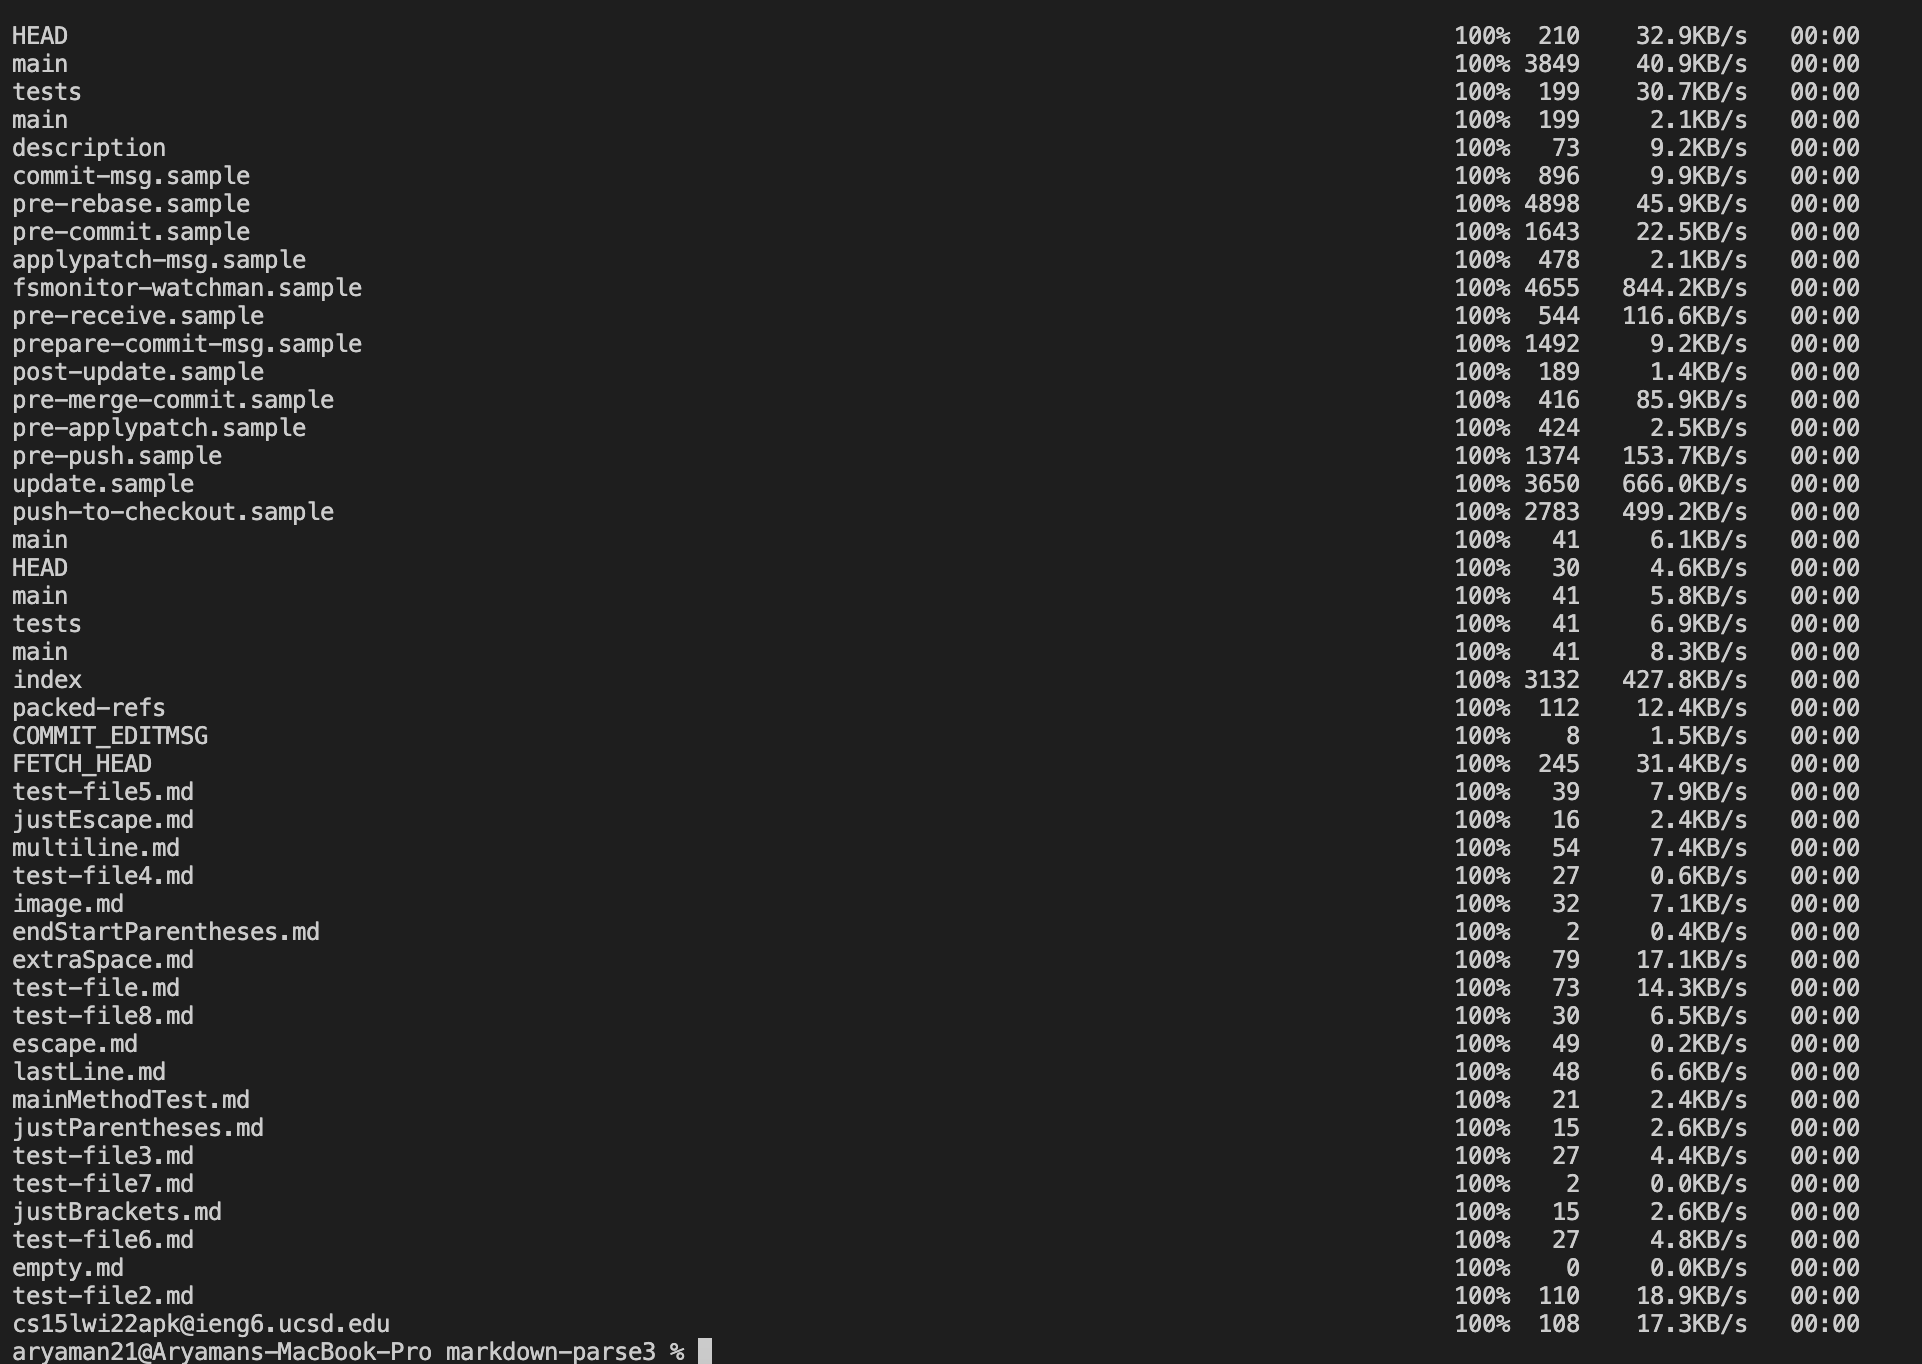 HEAD 100% 210 32.9KB/s 00:00
main 100% 3849 40.9KB/s 00:00
tests 100% 199 30.7KB/s 00:00
main 100% 199 2.1KB/s 00:00
description 100% 73 9.2KB/s 00:00
commit-msg.sample 100% 896 9.9KB/s 00:00
pre-rebase.sample 100% 4898 45.9KB/s 00:00
pre-commit.sample 100% 1643 22.5KB/s 00:00
applypatch-msg.sample 100% 478 2.1KB/s 00:00
fsmonitor-watchman.sample 100% 4655 844.2KB/s 00:00
pre-receive.sample 100% 544 116.6KB/s 00:00
prepare-commit-msg.sample 100% 1492 9.2KB/s 00:00
post-update.sample 100% 189 1.4KB/s 00:00
pre-merge-commit.sample 100% 416 85.9KB/s 00:00
pre-applypatch.sample 100% 424 2.5KB/s 00:00
pre-push.sample 100% 1374 153.7KB/s 00:00
update.sample 100% 3650 666.0KB/s 00:00
push-to-checkout.sample 100% 2783 499.2KB/s 00:00
main 100% 41 6.1KB/s 00:00
HEAD 100% 30 4.6KB/s 00:00
main 100% 41 5.8KB/s 00:00
tests 100% 41 6.9KB/s 00:00
main 100% 41 8.3KB/s 00:00
index 100% 3132 427.8KB/s 00:00
packed-refs 100% 112 12.4KB/s 00:00
COMMIT_EDITMSG 100% 8 1.5KB/s 00:00
FETCH_HEAD 100% 245 31.4KB/s 00:00
test-file5.md 100% 39 7.9KB/s 00:00
justEscape.md 100% 16 2.4KB/s 00:00
multiline.md 100% 54 7.4KB/s 00:00
test-file4.md 100% 27 0.6KB/s 00:00
image.md 100% 32 7.1KB/s 00:00
endStartParentheses.md 100% 2 0.4KB/s 00:00
extraSpace.md 100% 79 17.1KB/s 00:00
test-file.md 100% 73 14.3KB/s 00:00
test-file8.md 100% 30 6.5KB/s 00:00
escape.md 100% 49 0.2KB/s 00:00
lastLine.md 100% 48 6.6KB/s 00:00
mainMethodTest.md 100% 21 2.4KB/s 00:00
justParentheses.md 100% 15 2.6KB/s 00:00
test-file3.md 100% 27 4.4KB/s 00:00
test-file7.md 100% 2 0.0KB/s 00:00
justBrackets.md 100% 15 2.6KB/s 00:00
test-file6.md 100% 27 4.8KB/s 00:00
empty.md 100% 0 0.0KB/s 00:00
test-file2.md 100% 110 18.9KB/s 00:00
cs15lwi22apk@ieng6.ucsd.edu 100% 108 17.3KB/s 00:00
aryaman21@Aryamans-MacBook-Pro markdown-parse3 %